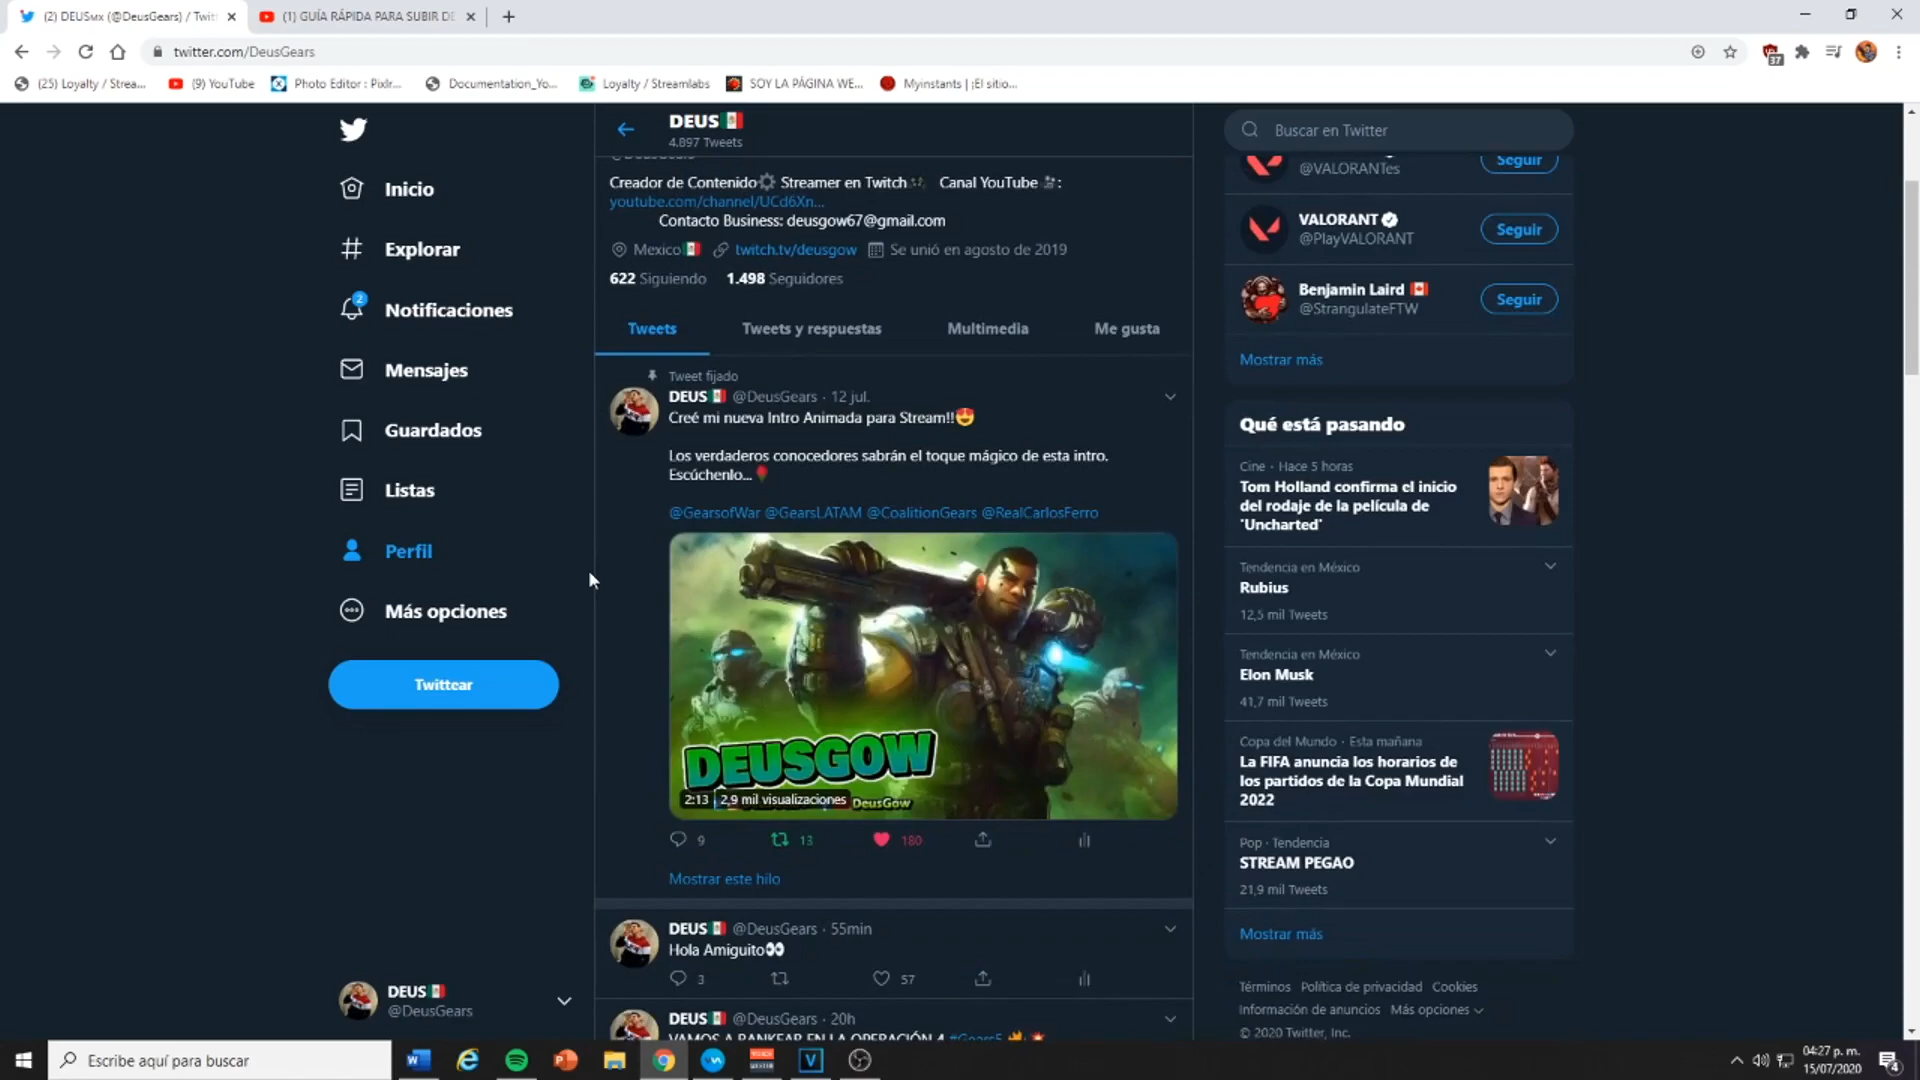 (2) DEUSMX (@DeusGears) / Twit
(1) GUÍA RÁPIDA PARA SUBIR DE
twitter.com/DeusGears
37
(25) Loyalty / Strea...
(9) YouTube
Photo Editor : Pixlr...
Documentation_Yo...
Loyalty / Streamlabs
SOY LA PÁGINA WE...
Myinstants | ¡El sitio...
Inicio
Explorar
2
Notificaciones
Mensajes
Guardados
Listas
Perfil
Más opciones
Twittear
DEUS🇲🇽
@DeusGears
DEUS🇲🇽
4.897 Tweets
@DeusGears
Creador de Contenido⚙ Streamer en Twitch Canal YouTube :
youtube.com/channel/UCd6Xn...
Contacto Business: deusgow67@gmail.com
Mexico🇲🇽 twitch.tv/deusgow Se unió en agosto de 2019
622 Siguiendo 1.498 Seguidores
Tweets Tweets y respuestas Multimedia Me gusta
Tweet fijado
DEUS🇲🇽 @DeusGears · 12 jul.
Creé mi nueva Intro Animada para Stream!!😍
Los verdaderos conocedores sabrán el toque mágico de esta intro.
Escúchenlo...🌹
@GearsofWar @GearsLATAM @CoalitionGears @RealCarlosFerro
DEUSGOW
2:13 2,9 mil visualizaciones DeusGow
9 13 180
Mostrar este hilo
DEUS🇲🇽 @DeusGears · 55min
Hola Amiguito👀
3 57
DEUS🇲🇽 @DeusGears · 20h
VAMOS A RANKEAR EN LA OPERACIÓN 4 #Gears5
Buscar en Twitter
@VALORANTes
Seguir
VALORANT
@PlayVALORANT
Seguir
Benjamin Laird 🇨🇦
@StrangulateFTW
Seguir
Mostrar más
Qué está pasando
Cine · Hace 5 horas
Tom Holland confirma el inicio
del rodaje de la película de
'Uncharted'
Tendencia en México
Rubius
12,5 mil Tweets
Tendencia en México
Elon Musk
41,7 mil Tweets
Copa del Mundo · Esta mañana
La FIFA anuncia los horarios de
los partidos de la Copa Mundial
2022
Pop · Tendencia
STREAM PEGAO
21,9 mil Tweets
Mostrar más
Términos Política de privacidad Cookies
Información de anuncios Más opciones
© 2020 Twitter, Inc.
Escribe aquí para buscar
04:27 p. m.
15/07/2020
4